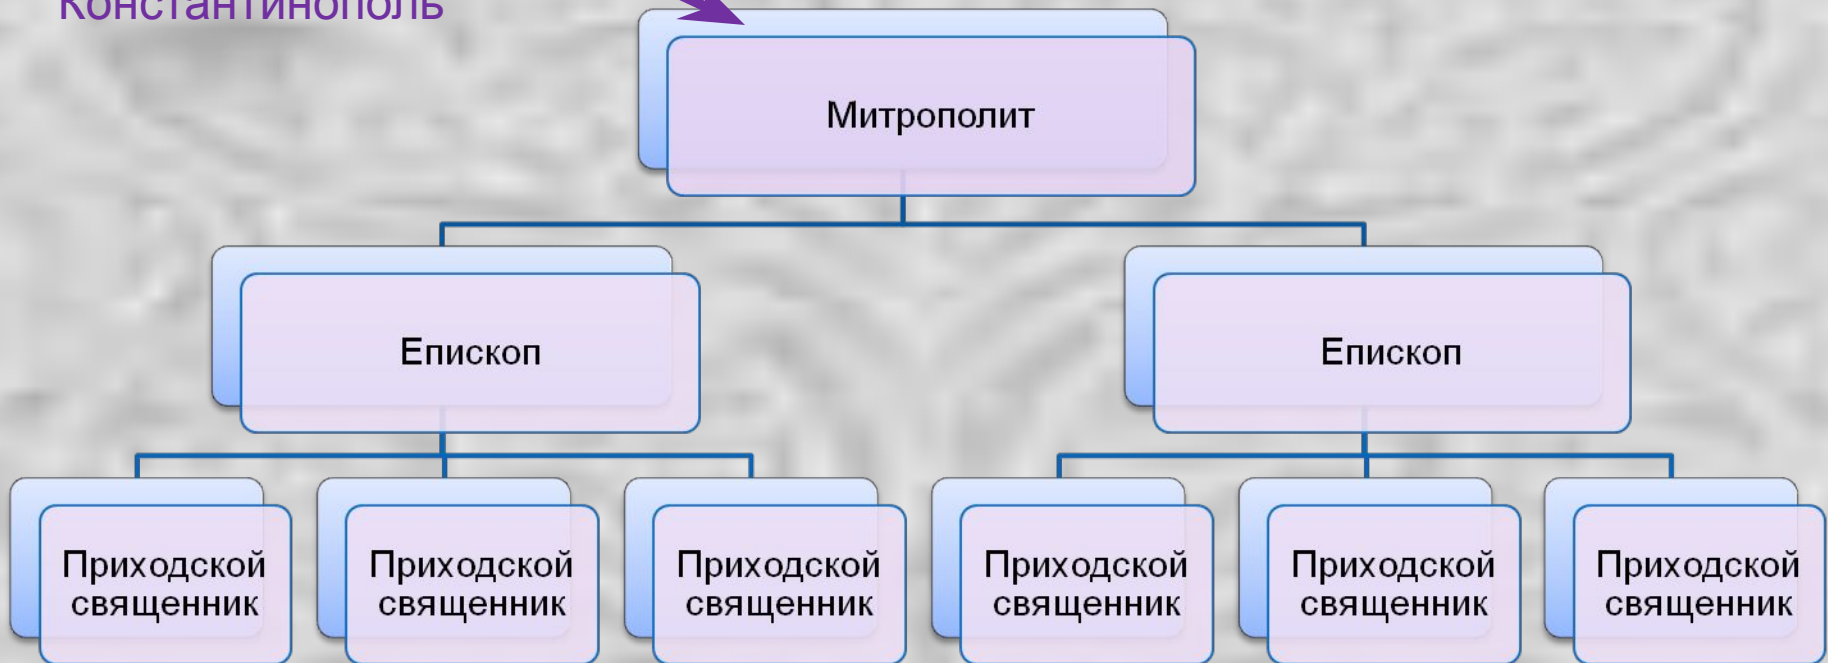 Константинополь
Митрополит
Епископ
Епископ
Приходской
священник
Приходской
священник
Приходской
священник
Приходской
священник
Приходской
священник
Приходской
священник